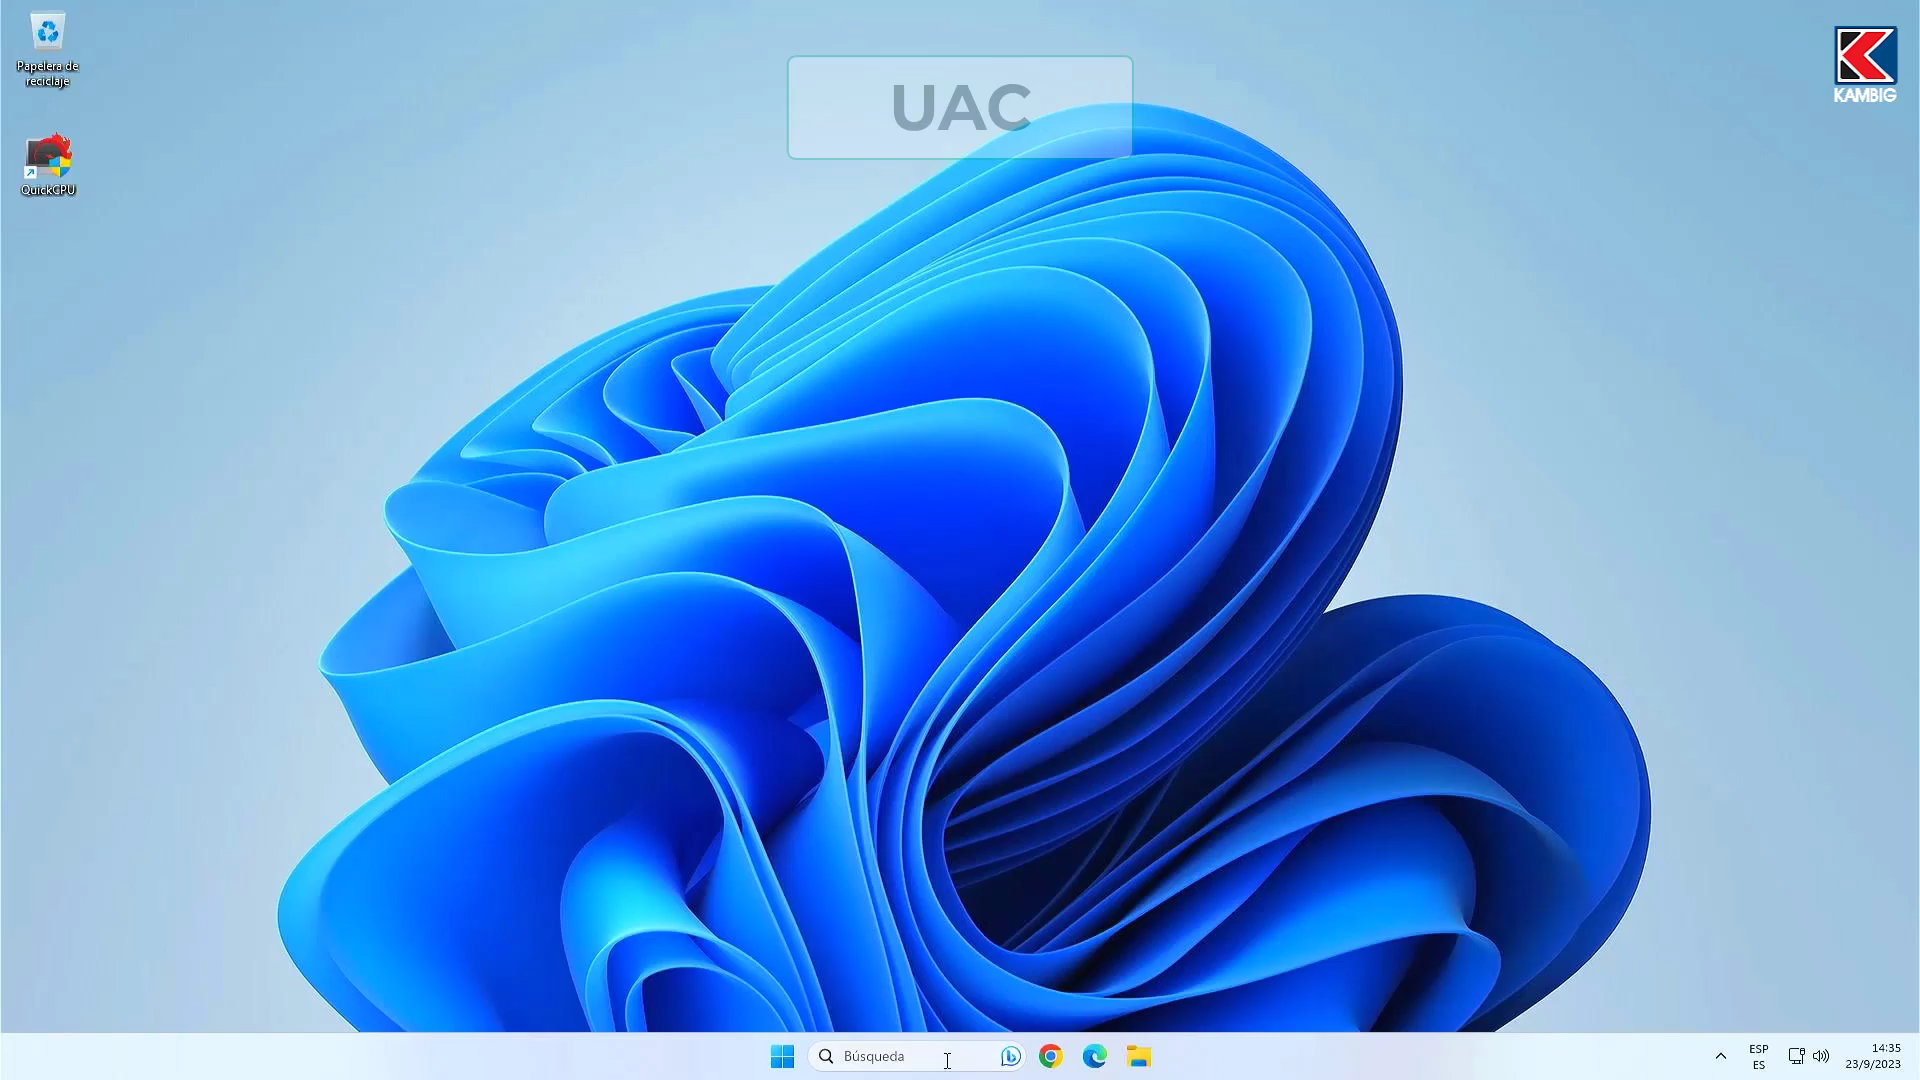 Papelera de
reciclaje
QuickCPU
UAC
KAMBIG
Búsqueda
ESP
ES
14:35
23/9/2023